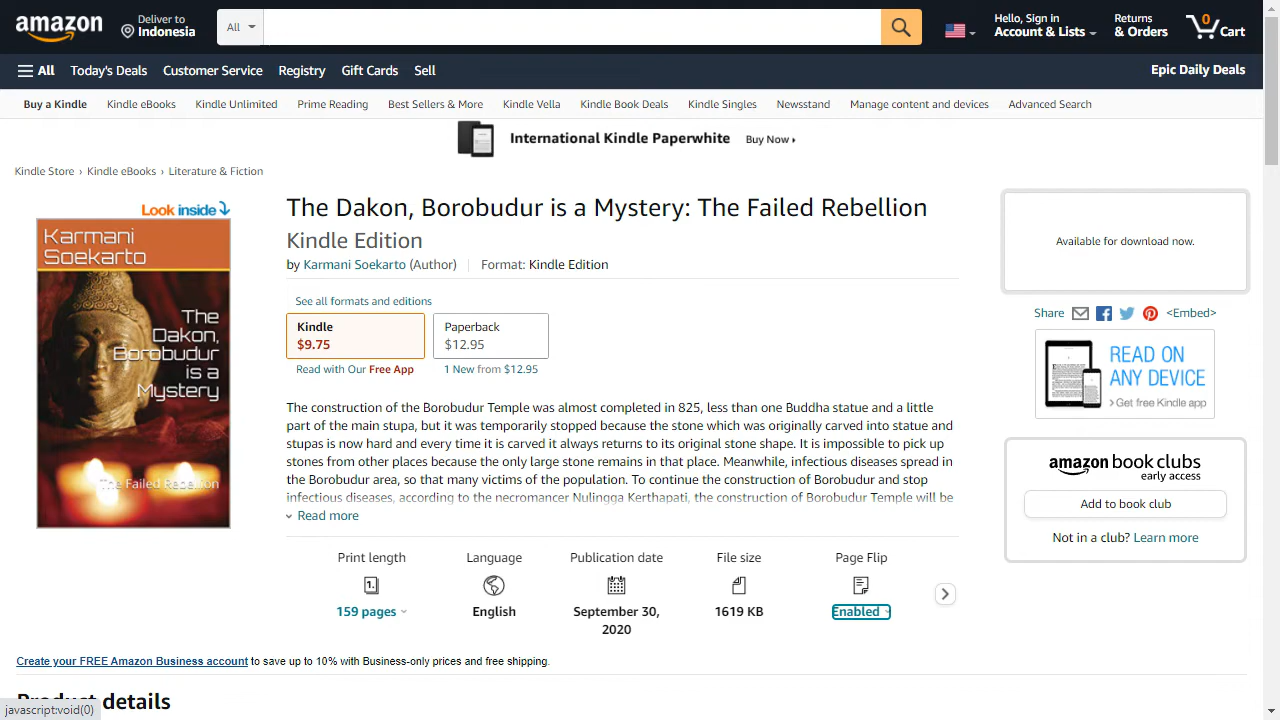 amazon
Deliver to
Indonesia
All
Hello, Sign in
Account & Lists
Returns
& Orders
0
Cart
All
Today's Deals
Customer Service
Registry
Gift Cards
Sell
Epic Daily Deals
Buy a Kindle
Kindle eBooks
Kindle Unlimited
Prime Reading
Best Sellers & More
Kindle Vella
Kindle Book Deals
Kindle Singles
Newsstand
Manage content and devices
Advanced Search
International Kindle Paperwhite
Buy Now
Kindle Store › Kindle eBooks › Literature & Fiction
Look inside
Karmani
Soekarto
The
Dakon,
Borobudur
is a
Mystery
The Failed Rebellion
The Dakon, Borobudur is a Mystery: The Failed Rebellion
Kindle Edition
by Karmani Soekarto (Author)
Format: Kindle Edition
See all formats and editions
Kindle
$9.75
Paperback
$12.95
Read with Our Free App
1 New from $12.95
The construction of the Borobudur Temple was almost completed in 825, less than one Buddha statue and a little
part of the main stupa, but it was temporarily stopped because the stone which was originally carved into statue and
stupas is now hard and every time it is carved it always returns to its original stone shape. It is impossible to pick up
stones from other places because the only large stone remains in that place. Meanwhile, infectious diseases spread in
the Borobudur area, so that many victims of the population. To continue the construction of Borobudur and stop
infectious diseases, according to the necromancer Nulingga Kerthapati, the construction of Borobudur Temple will be
Read more
Print length
159 pages
Language
English
Publication date
September 30,
2020
File size
1619 KB
Page Flip
Enabled
Available for download now.
Share
<Embed>
READ ON
ANY DEVICE
› Get free Kindle app
amazon book clubs
early access
Add to book club
Not in a club? Learn more
Create your FREE Amazon Business account to save up to 10% with Business-only prices and free shipping.
Product details
javascript:void(0)